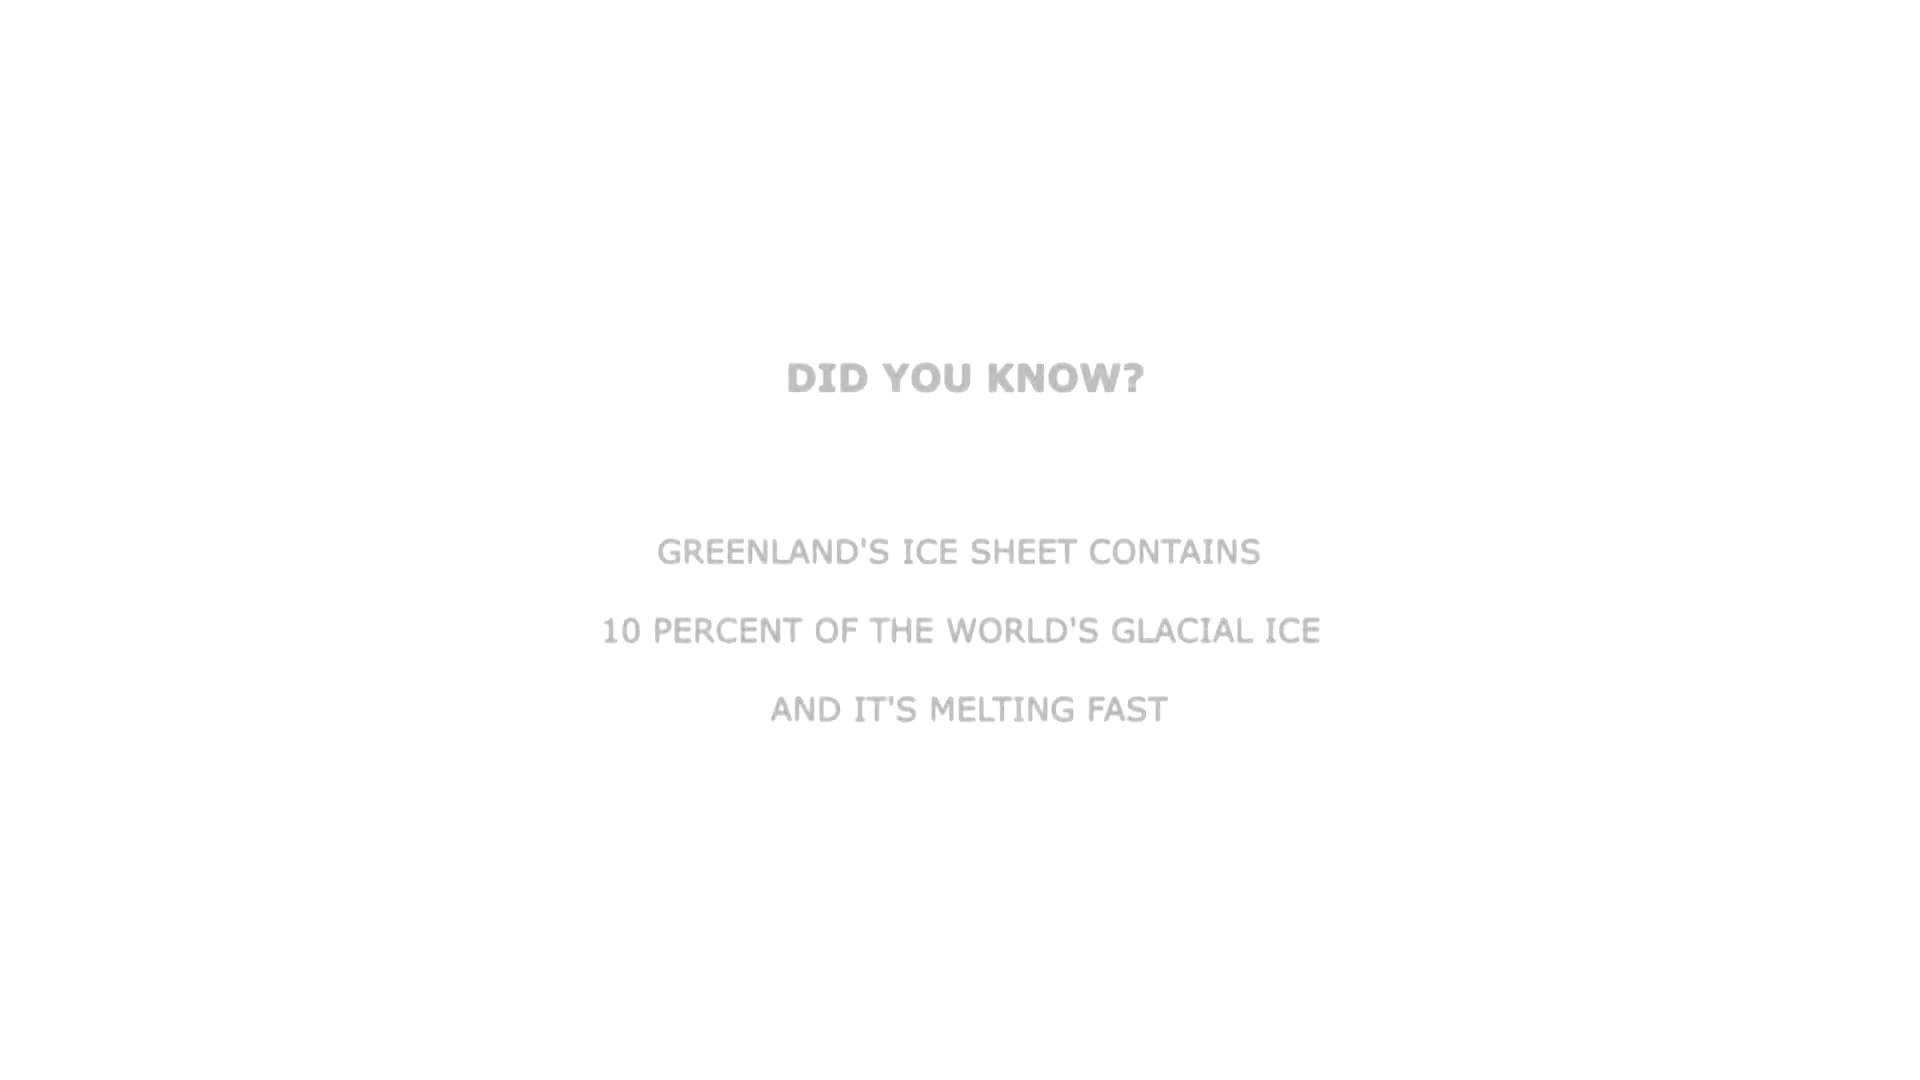 DID YOU KNOW?
GREENLAND'S ICE SHEET CONTAINS
10 PERCENT OF THE WORLD'S GLACIAL ICE
AND IT'S MELTING FAST